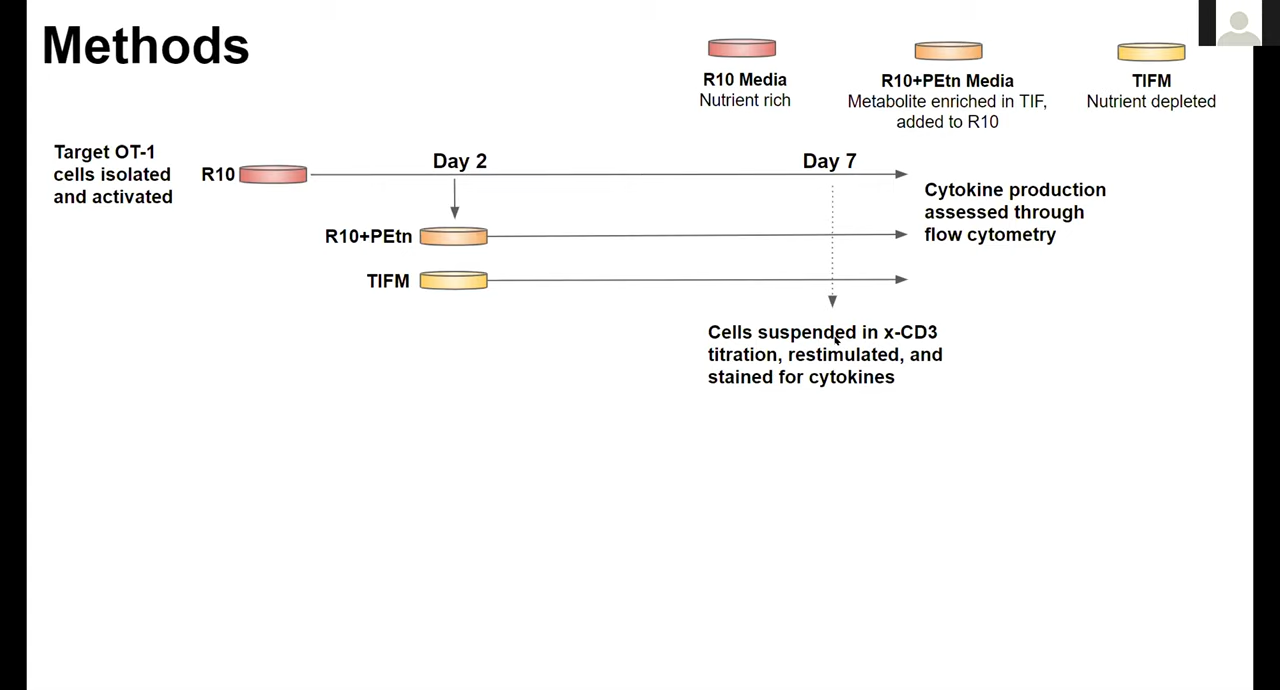 Methods
R10 Media
Nutrient rich
R10+PEtn Media
Metabolite enriched in TIF,
added to R10
TIFM
Nutrient depleted
Target OT-1
cells isolated
and activated
R10
Day 2
Day 7
R10+PEtn
TIFM
Cytokine production
assessed through
flow cytometry
Cells suspended in x-CD3
titration, restimulated, and
stained for cytokines